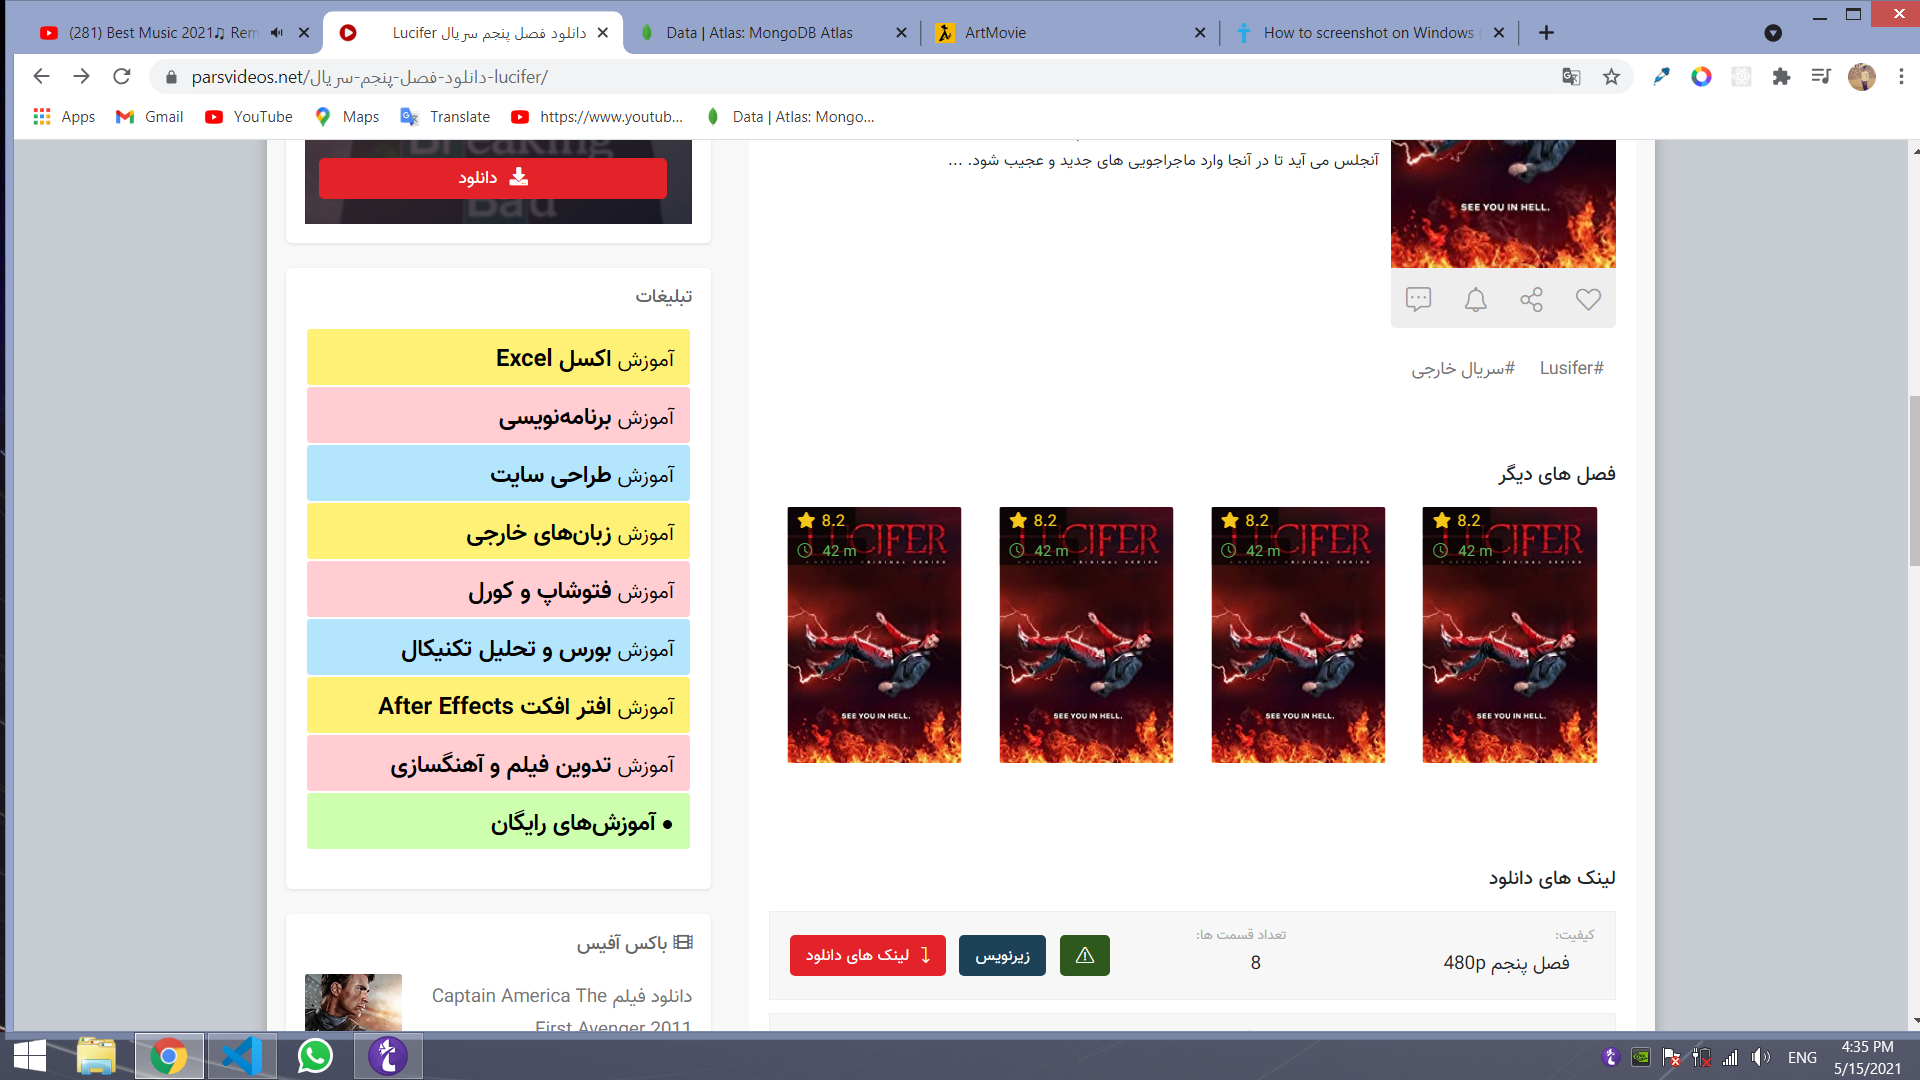 (281) Best Music 2021♫ Rem
دانلود فصل پنجم سریال Lucifer
Data | Atlas: MongoDB Atlas
ArtMovie
How to screenshot on Windows
parsvideos.net/دانلود-فصل-پنجم-سریال-lucifer/
Apps
Gmail
YouTube
Maps
Translate
https://www.youtub...
Data | Atlas: Mongo...
آنجلس می آید تا در آنجا وارد ماجراجویی های جدید و عجیب شود. ...
SEE YOU IN HELL.
#Lusifer #سریال خارجی
فصل های دیگر
8.2
42 m
LUCIFER
SEE YOU IN HELL.
8.2
42 m
LUCIFER
SEE YOU IN HELL.
8.2
42 m
LUCIFER
SEE YOU IN HELL.
8.2
42 m
LUCIFER
SEE YOU IN HELL.
لینک های دانلود
کیفیت:
فصل پنجم 480p
تعداد قسمت ها:
8
زیرنویس
لینک های دانلود
Breaking
دانلود
Bad
تبلیغات
آموزش اکسل Excel
آموزش برنامه‌نویسی
آموزش طراحی سایت
آموزش زبان‌های خارجی
آموزش فتوشاپ و کورل
آموزش بورس و تحلیل تکنیکال
آموزش افتر افکت After Effects
آموزش تدوین فیلم و آهنگسازی
● آموزش‌های رایگان
باکس آفیس
دانلود فیلم Captain America The
First Avenger 2011
ENG
4:35 PM
5/15/2021